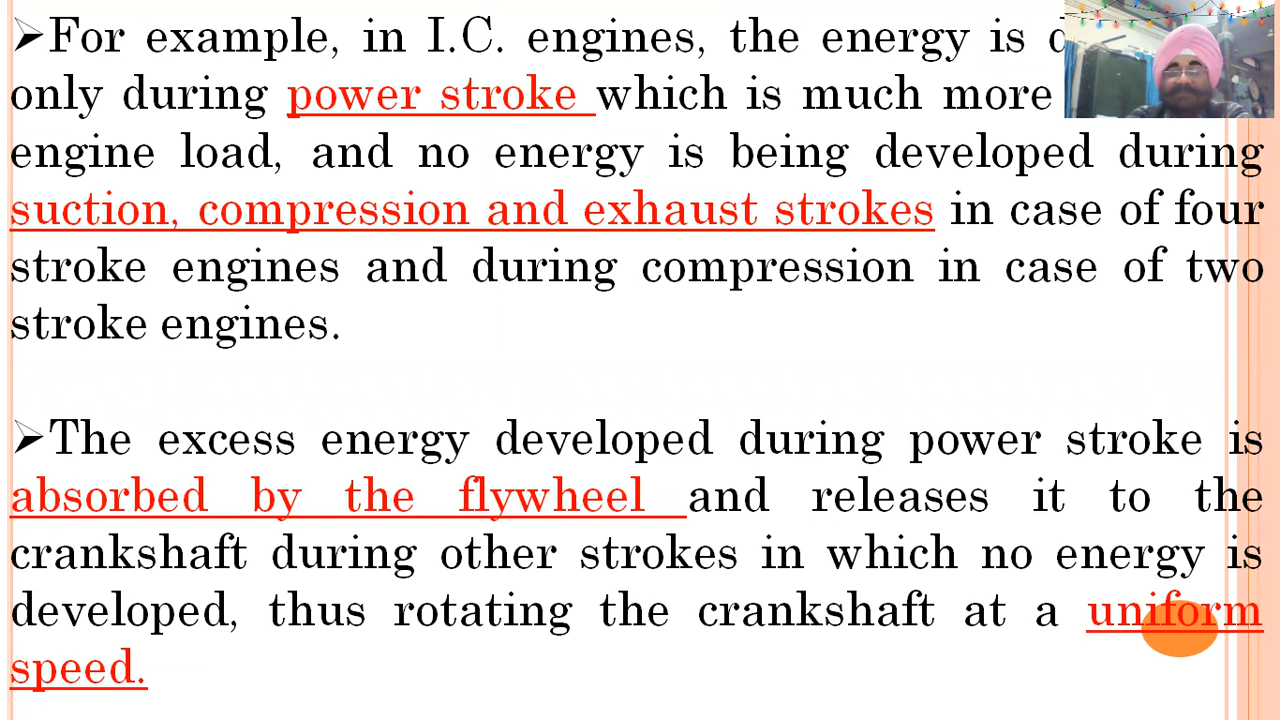 ➢For example, in I.C. engines, the energy is
only during power stroke which is much more
engine load, and no energy is being developed during
suction, compression and exhaust strokes in case of four
stroke engines and during compression in case of two
stroke engines.
➢The excess energy developed during power stroke is
absorbed by the flywheel and releases it to the
crankshaft during other strokes in which no energy is
developed, thus rotating the crankshaft at a uniform
speed.